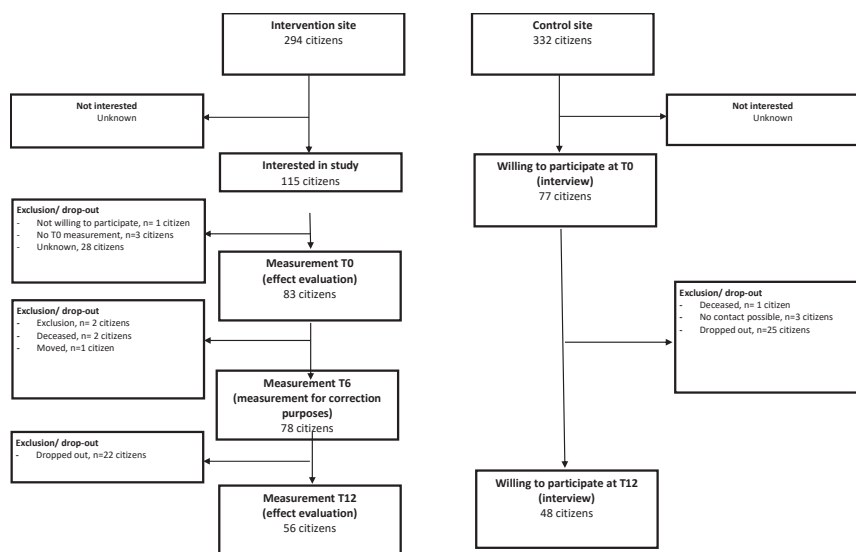 Intervention site
294 citizens
Control site
332 citizens
Not interested
Unknown
Not interested
Unknown
Interested in study
115 citizens
Willing to participate at T0
(interview)
77 citizens
Exclusion/ drop-out
- Not willing to participate, n= 1 citizen
- No T0 measurement, n=3 citizens
- Unknown, 28 citizens
Measurement T0
(effect evaluation)
83 citizens
Exclusion/ drop-out
- Deceased, n= 1 citizen
- No contact possible, n=3 citizens
- Dropped out, n=25 citizens
Exclusion/ drop-out
- Exclusion, n= 2 citizens
- Deceased, n= 2 citizens
- Moved, n=1 citizen
Measurement T6
(measurement for correction
purposes)
78 citizens
Exclusion/ drop-out
- Dropped out, n=22 citizens
Measurement T12
(effect evaluation)
56 citizens
Willing to participate at T12
(interview)
48 citizens